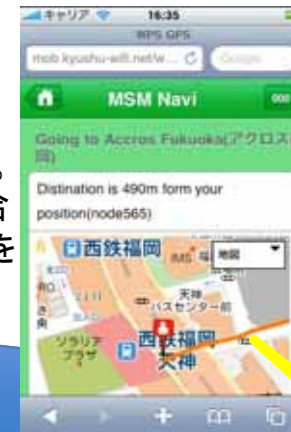 キャリア 16:35
WPS GPS
mob.kyushu-wifi.net/w... Google
MSM Navi
Going to Accros Fukuoka(アクロス
岡)
Distination is 490m form your
position(node565)
合
を
西鉄福岡
地図
天神
バスセンター前
ソラリア
プラザ
西鉄福岡
天神